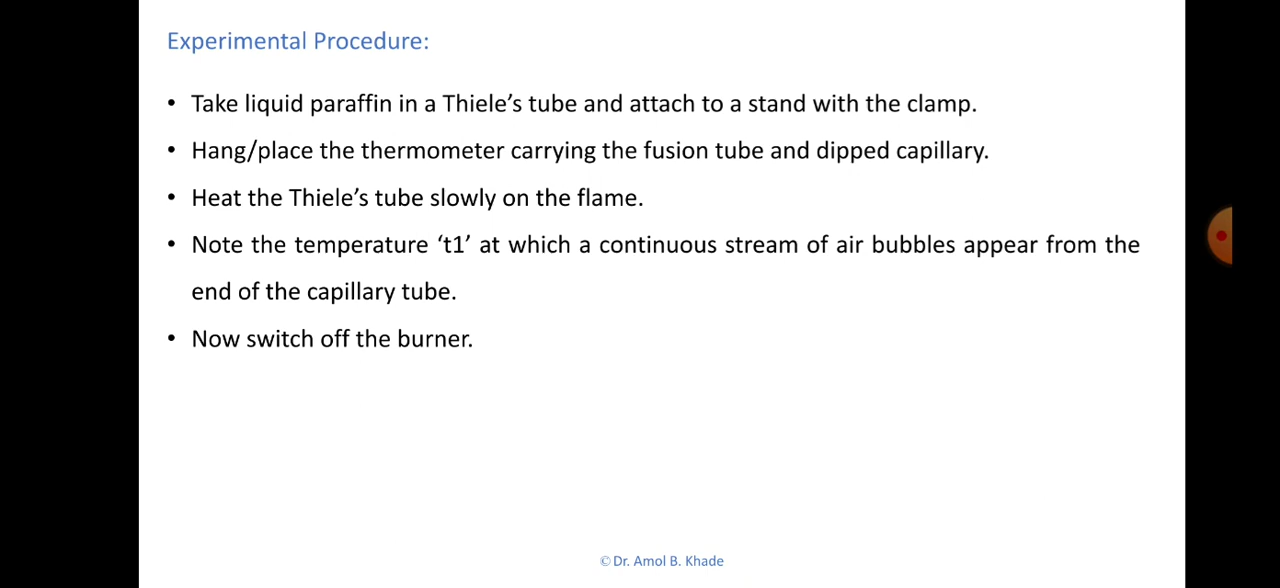 Experimental Procedure:
• Take liquid paraffin in a Thiele’s tube and attach to a stand with the clamp.
• Hang/place the thermometer carrying the fusion tube and dipped capillary.
• Heat the Thiele’s tube slowly on the flame.
• Note the temperature ‘t1’ at which a continuous stream of air bubbles appear from the
end of the capillary tube.
• Now switch off the burner.
© Dr. Amol B. Khade